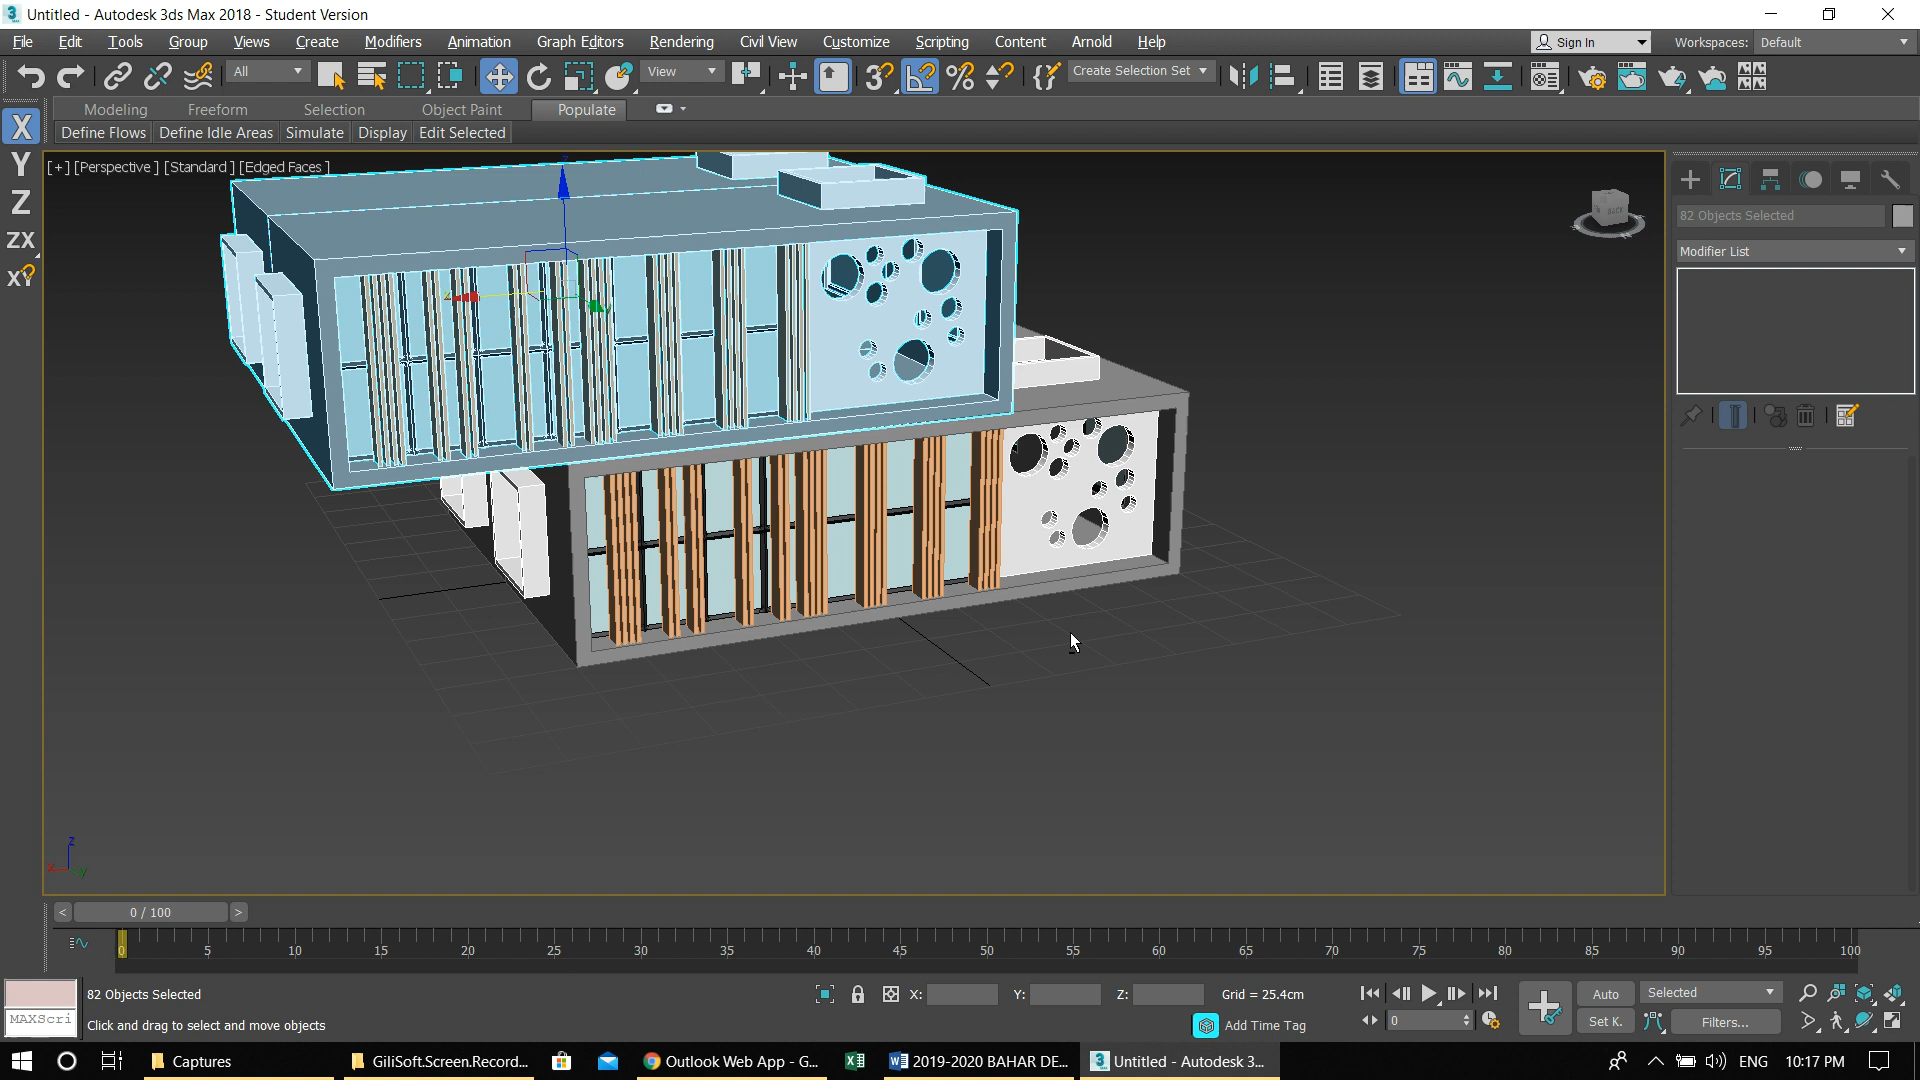 Untitled - Autodesk 3ds Max 2018 - Student Version
File Edit Tools Group Views Create Modifiers Animation Graph Editors Rendering Civil View Customize Scripting Content Arnold Help Sign In Workspaces: Default
All View Create Selection Set
Modeling Freeform Selection Object Paint Populate
Define Flows Define Idle Areas Simulate Display Edit Selected
X
Y
Z
ZX
XY
[+] [Perspective] [Standard] [Edged Faces]
82 Objects Selected
Modifier List
< 0 / 100 >
0 5 10 15 20 25 30 35 40 45 50 55 60 65 70 75 80 85 90 95 100
82 Objects Selected X: Y: Z: Grid = 25.4cm Auto Selected
MAXScri Click and drag to select and move objects Add Time Tag 0 Set K. Filters...
Captures GiliSoft.Screen.Record... Outlook Web App - G... 2019-2020 BAHAR DE... Untitled - Autodesk 3... ENG 10:17 PM